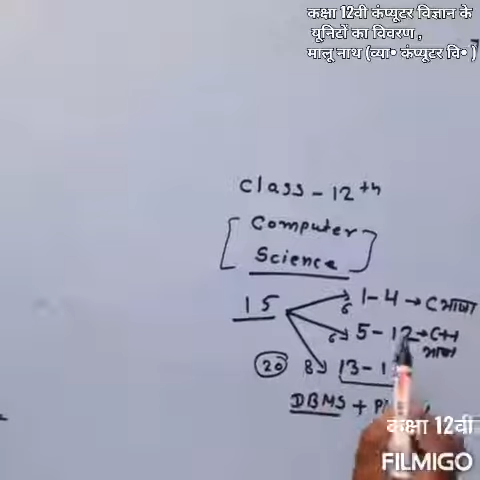 कक्षा 12वी कंप्यूटर विज्ञान के
यूनिटों का विवरण ,
मालू नाथ (व्या॰ कंप्यूटर वि॰ )
Class - 12th
Computer
Science
15
6 1-4 → C भाषा
6 5-12 → C++
भाषा
20 8 13-1
DBMS +
कक्षा 12वी
FILMIGO